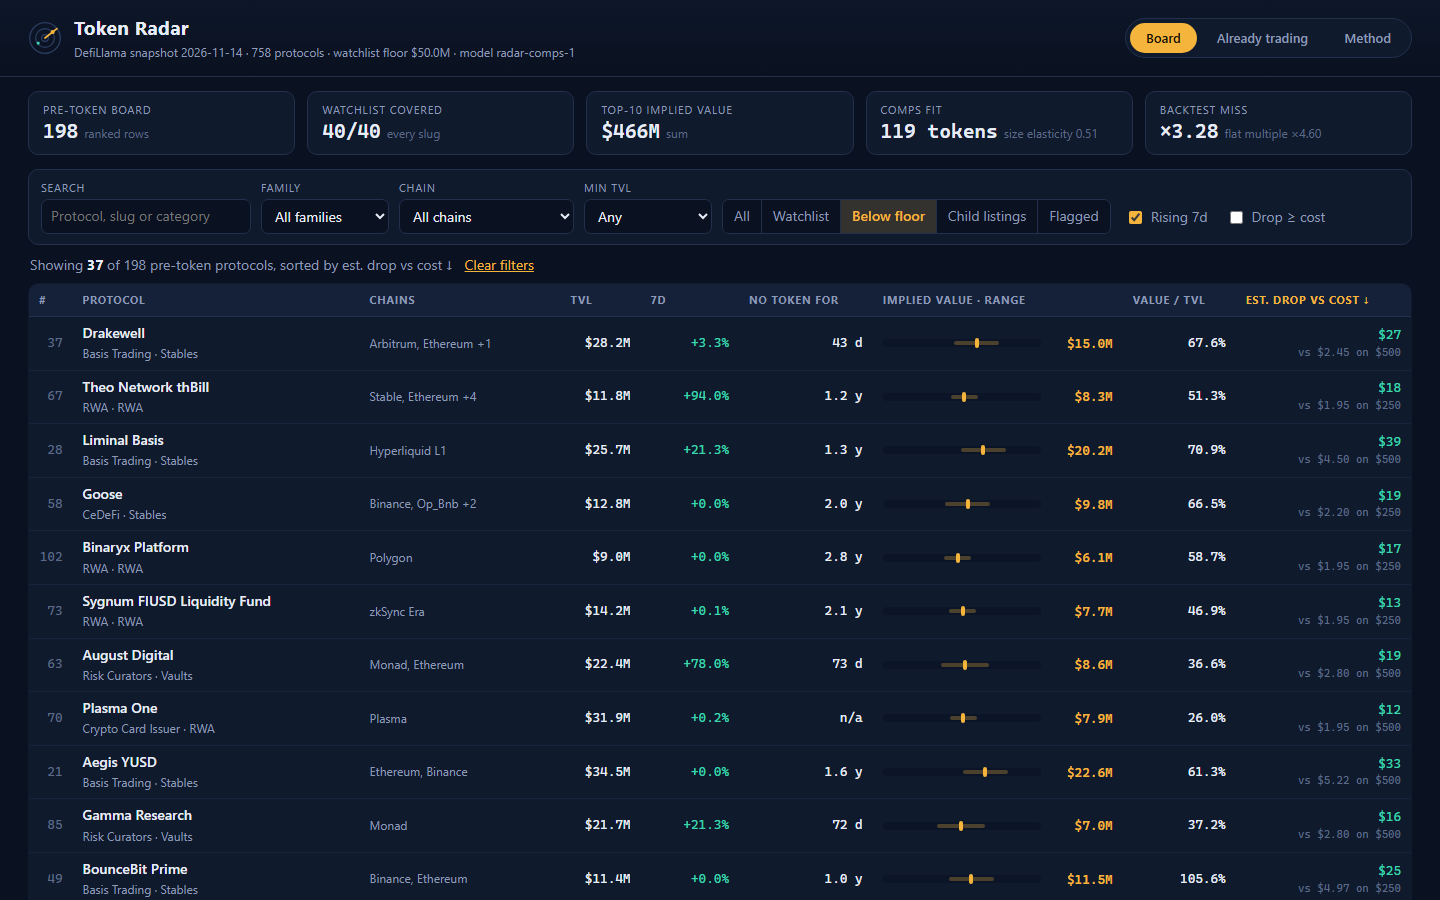 Token Radar
DefiLlama snapshot 2026-11-14 · 758 protocols · watchlist floor $50.0M · model radar-comps-1
Board Already trading Method
PRE-TOKEN BOARD
198 ranked rows
WATCHLIST COVERED
40/40 every slug
TOP-10 IMPLIED VALUE
$466M sum
COMPS FIT
119 tokens size elasticity 0.51
BACKTEST MISS
×3.28 flat multiple ×4.60
SEARCH FAMILY CHAIN MIN TVL
Protocol, slug or category All families All chains Any All Watchlist Below floor Child listings Flagged Rising 7d Drop ≥ cost
Showing 37 of 198 pre-token protocols, sorted by est. drop vs cost ↓ Clear filters
# PROTOCOL CHAINS TVL 7D NO TOKEN FOR IMPLIED VALUE · RANGE VALUE / TVL EST. DROP VS COST ↓
37 Drakewell Arbitrum, Ethereum +1 $28.2M +3.3% 43 d $15.0M 67.6% $27
Basis Trading · Stables vs $2.45 on $500
67 Theo Network thBill Stable, Ethereum +4 $11.8M +94.0% 1.2 y $8.3M 51.3% $18
RWA · RWA vs $1.95 on $250
28 Liminal Basis Hyperliquid L1 $25.7M +21.3% 1.3 y $20.2M 70.9% $39
Basis Trading · Stables vs $4.50 on $500
58 Goose Binance, Op_Bnb +2 $12.8M +0.0% 2.0 y $9.8M 66.5% $19
CeDeFi · Stables vs $2.20 on $250
102 Binaryx Platform Polygon $9.0M +0.0% 2.8 y $6.1M 58.7% $17
RWA · RWA vs $1.95 on $250
73 Sygnum FIUSD Liquidity Fund zkSync Era $14.2M +0.1% 2.1 y $7.7M 46.9% $13
RWA · RWA vs $1.95 on $250
63 August Digital Monad, Ethereum $22.4M +78.0% 73 d $8.6M 36.6% $19
Risk Curators · Vaults vs $2.80 on $500
70 Plasma One Plasma $31.9M +0.2% n/a $7.9M 26.0% $12
Crypto Card Issuer · RWA vs $1.95 on $500
21 Aegis YUSD Ethereum, Binance $34.5M +0.0% 1.6 y $22.6M 61.3% $33
Basis Trading · Stables vs $5.22 on $500
85 Gamma Research Monad $21.7M +21.3% 72 d $7.0M 37.2% $16
Risk Curators · Vaults vs $2.80 on $500
49 BounceBit Prime Binance, Ethereum $11.4M +0.0% 1.0 y $11.5M 105.6% $25
Basis Trading · Stables vs $4.97 on $250